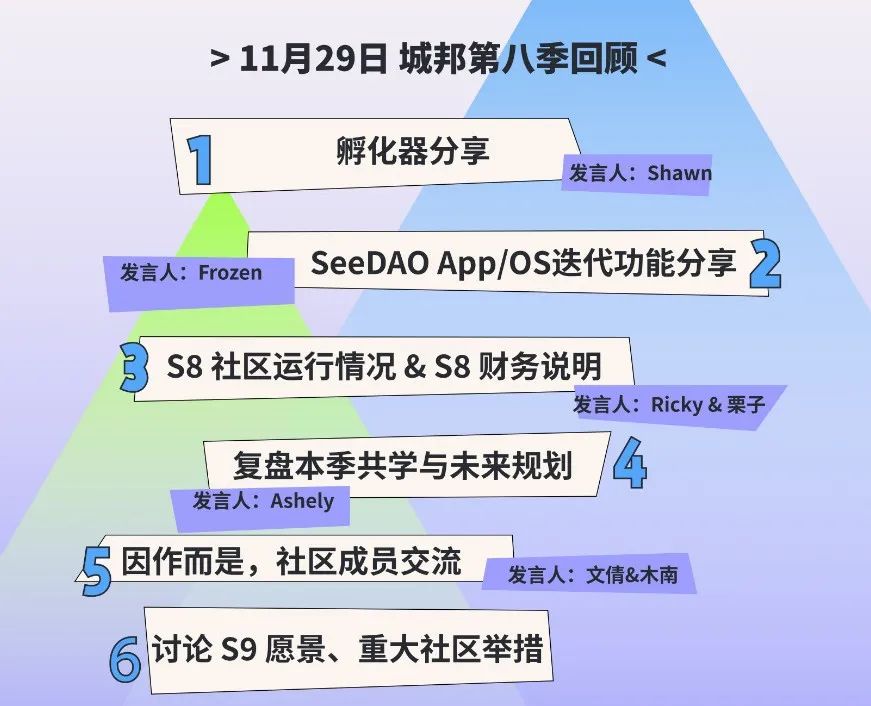 > 11月29日 城邦第八季回顾 <
1
孵化器分享
发言人：Shawn
SeeDAO App/OS迭代功能分享
2
发言人：Frozen
3
S8 社区运行情况 & S8 财务说明
发言人：Ricky & 栗子
复盘本季共学与未来规划
4
发言人：Ashely
5
因作而是，社区成员交流
发言人：文倩&木南
6
讨论 S9 愿景、重大社区举措